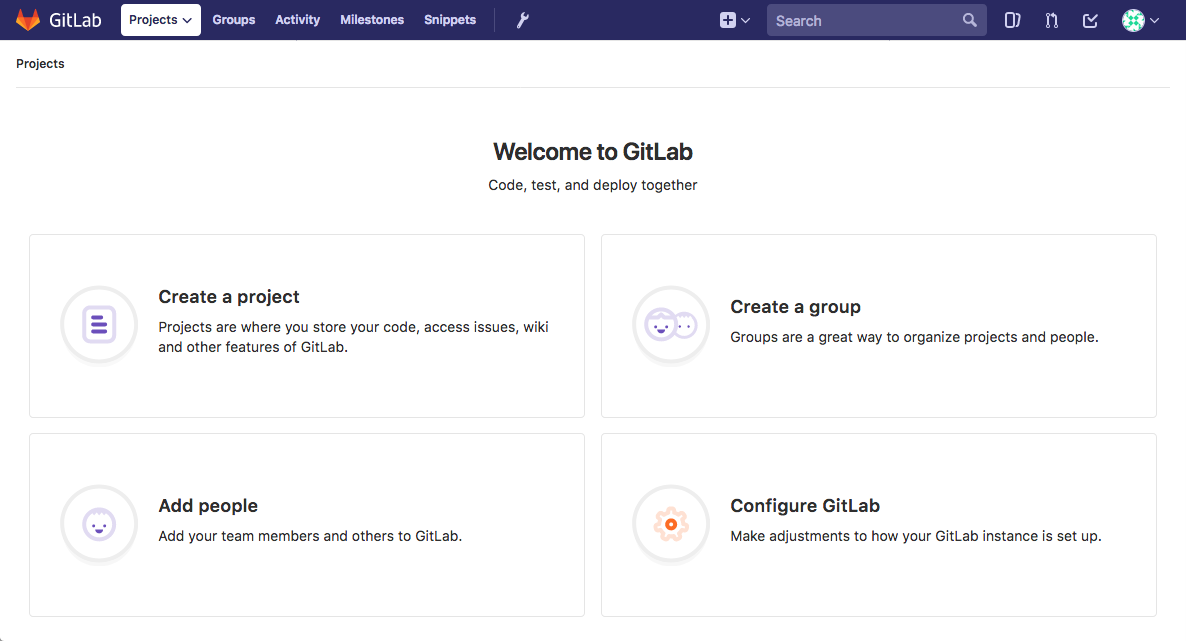 GitLab Projects Groups Activity Milestones Snippets Search
Projects
Welcome to GitLab
Code, test, and deploy together
Create a project
Projects are where you store your code, access issues, wiki
and other features of GitLab.
Create a group
Groups are a great way to organize projects and people.
Add people
Add your team members and others to GitLab.
Configure GitLab
Make adjustments to how your GitLab instance is set up.